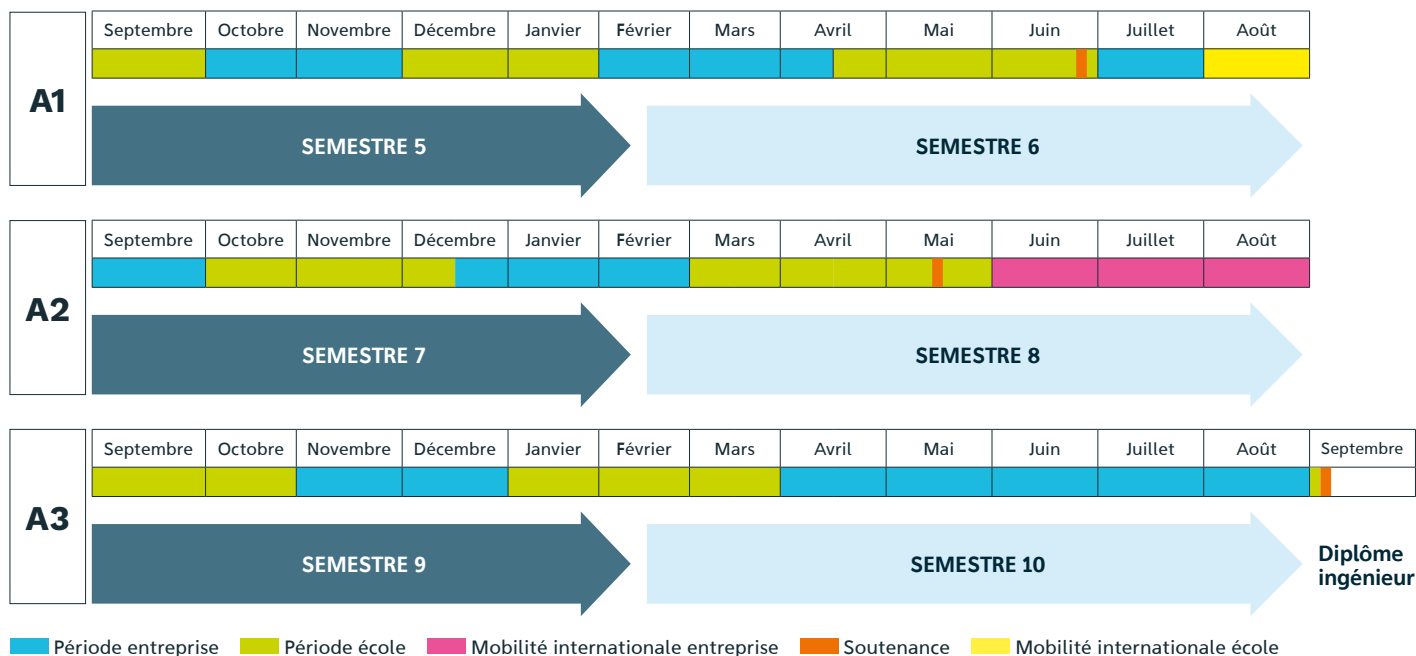 A1
Septembre Octobre Novembre Décembre Janvier Février Mars Avril Mai Juin Juillet Août
SEMESTRE 5 SEMESTRE 6
A2
Septembre Octobre Novembre Décembre Janvier Février Mars Avril Mai Juin Juillet Août
SEMESTRE 7 SEMESTRE 8
A3
Septembre Octobre Novembre Décembre Janvier Février Mars Avril Mai Juin Juillet Août Septembre
SEMESTRE 9 SEMESTRE 10
Diplôme
ingénieur
Période entreprise Période école Mobilité internationale entreprise Soutenance Mobilité internationale école